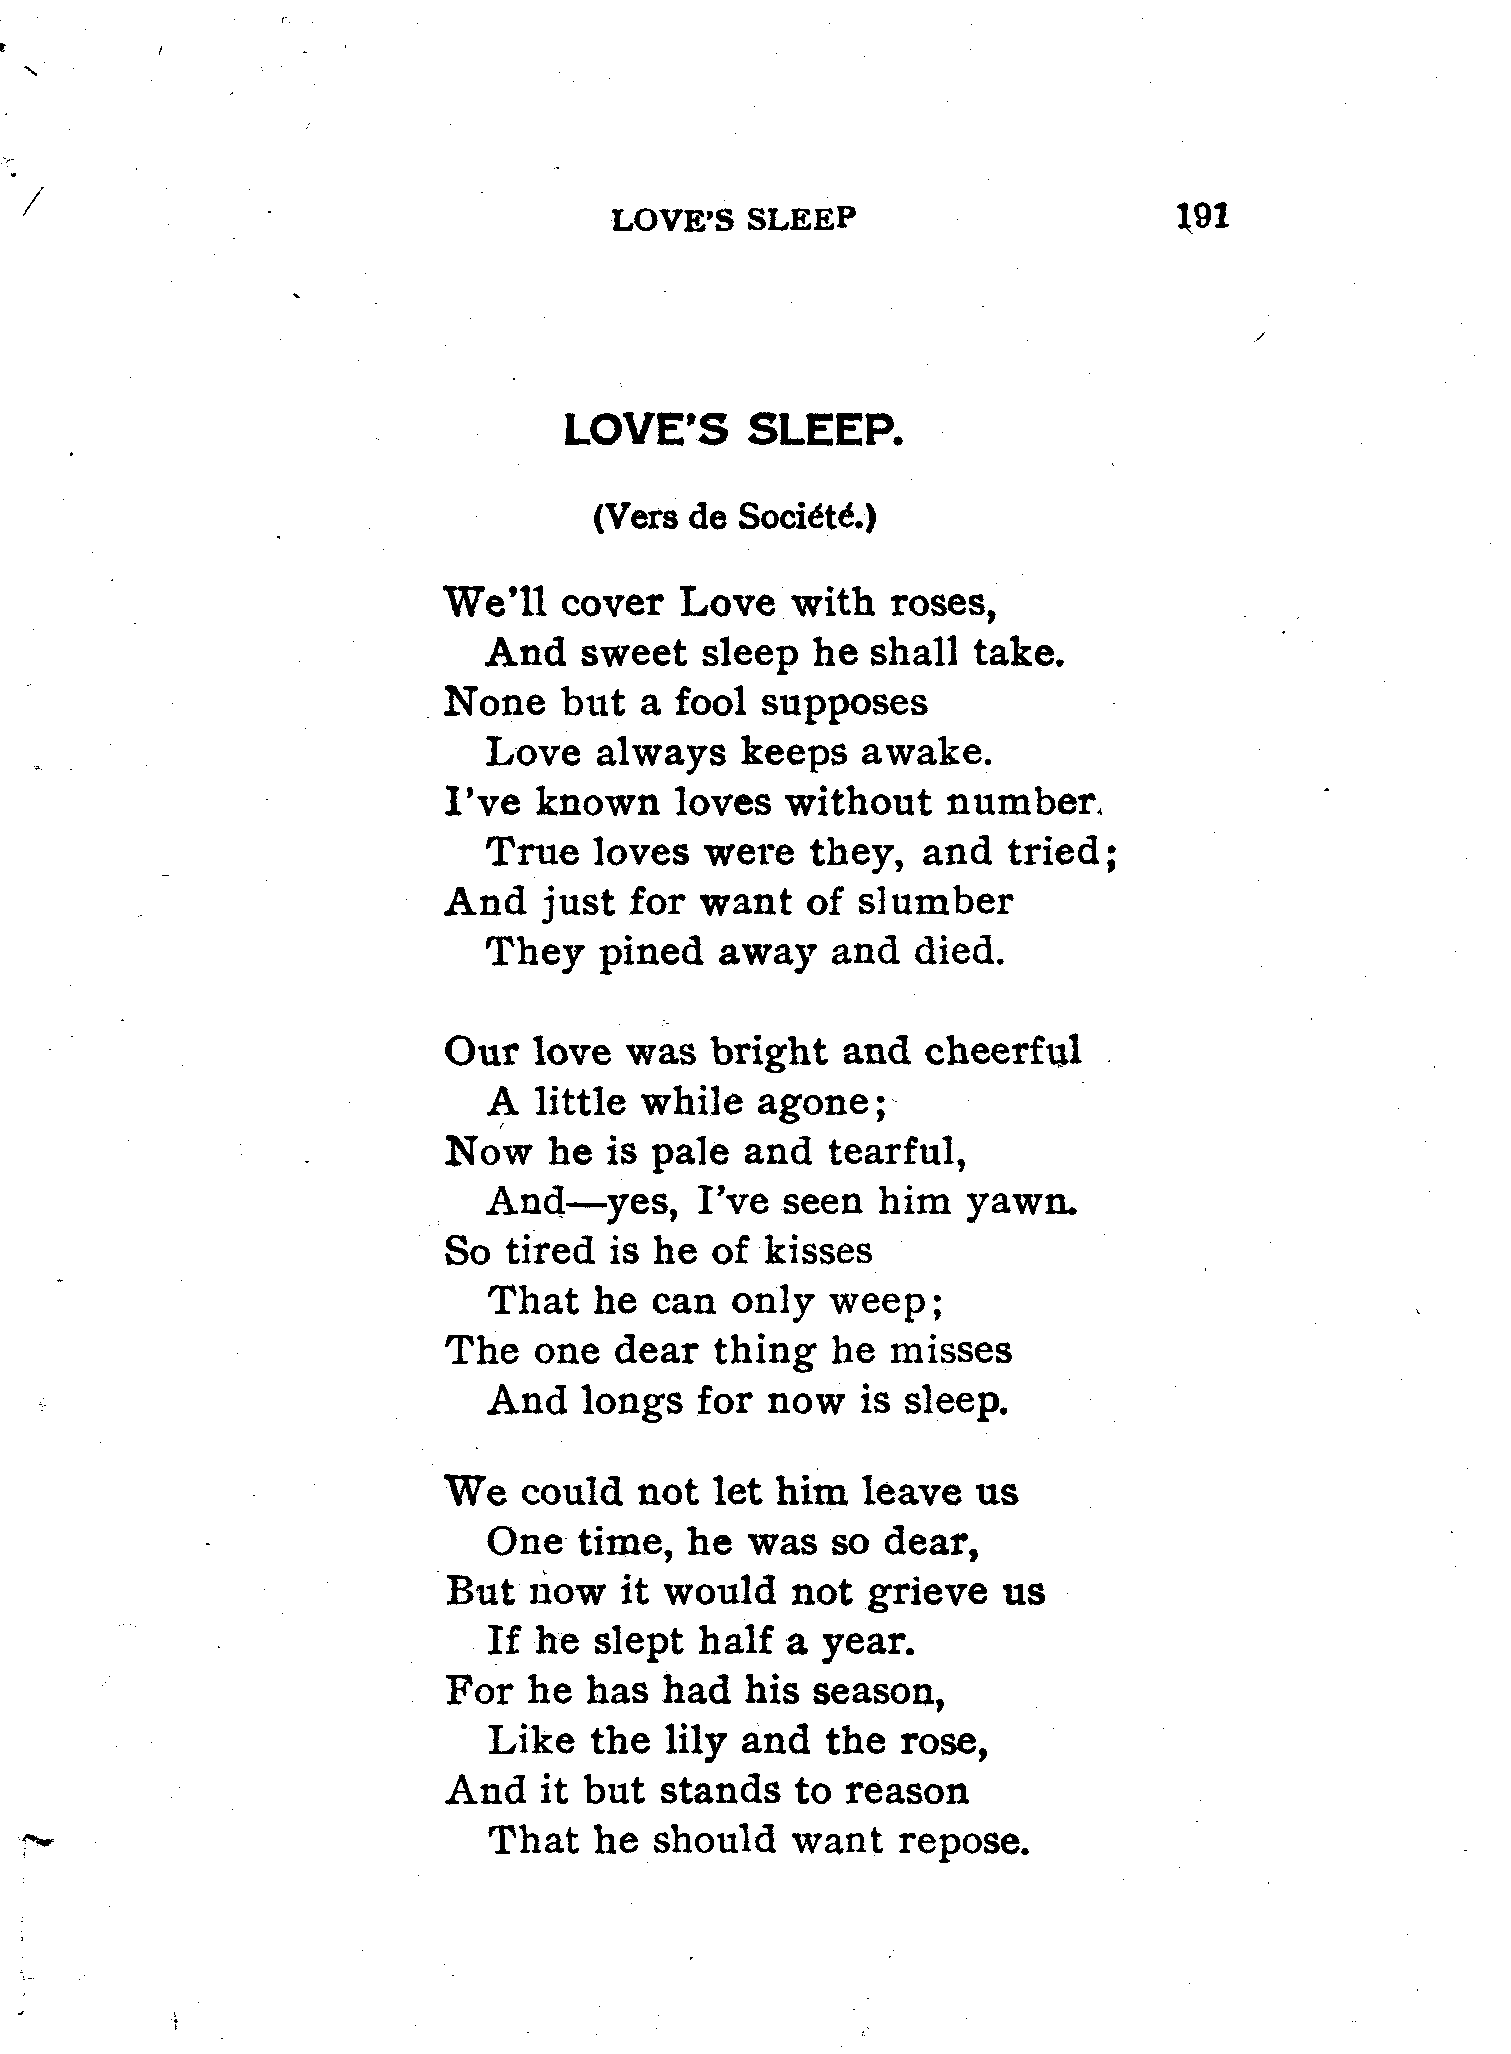 LOVE'S SLEEP 191
LOVE'S SLEEP.
(Vers de Société.)
We'll cover Love with roses,
And sweet sleep he shall take.
None but a fool supposes
Love always keeps awake.
I've known loves without number.
True loves were they, and tried;
And just for want of slumber
They pined away and died.
Our love was bright and cheerful
A little while agone;
Now he is pale and tearful,
And—yes, I've seen him yawn.
So tired is he of kisses
That he can only weep;
The one dear thing he misses
And longs for now is sleep.
We could not let him leave us
One time, he was so dear,
But now it would not grieve us
If he slept half a year.
For he has had his season,
Like the lily and the rose,
And it but stands to reason
That he should want repose.